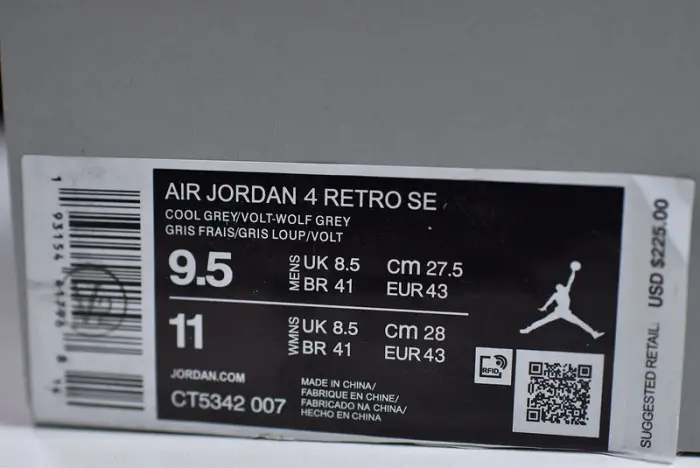 AIR JORDAN 4 RETRO SE
COOL GREY/VOLT-WOLF GREY
GRIS FRAIS/GRIS LOUP/VOLT
9.5 MENS UK 8.5 cm 27.5
BR 41 EUR 43
11 WMNS UK 8.5 cm 28
BR 41 EUR 43
JORDAN.COM
CT5342 007
MADE IN CHINA/
FABRIQUE EN CHINE/
FABRICADO NA CHINA/
HECHO EN CHINA
RFID
SUGGESTED RETAIL USD $225.00